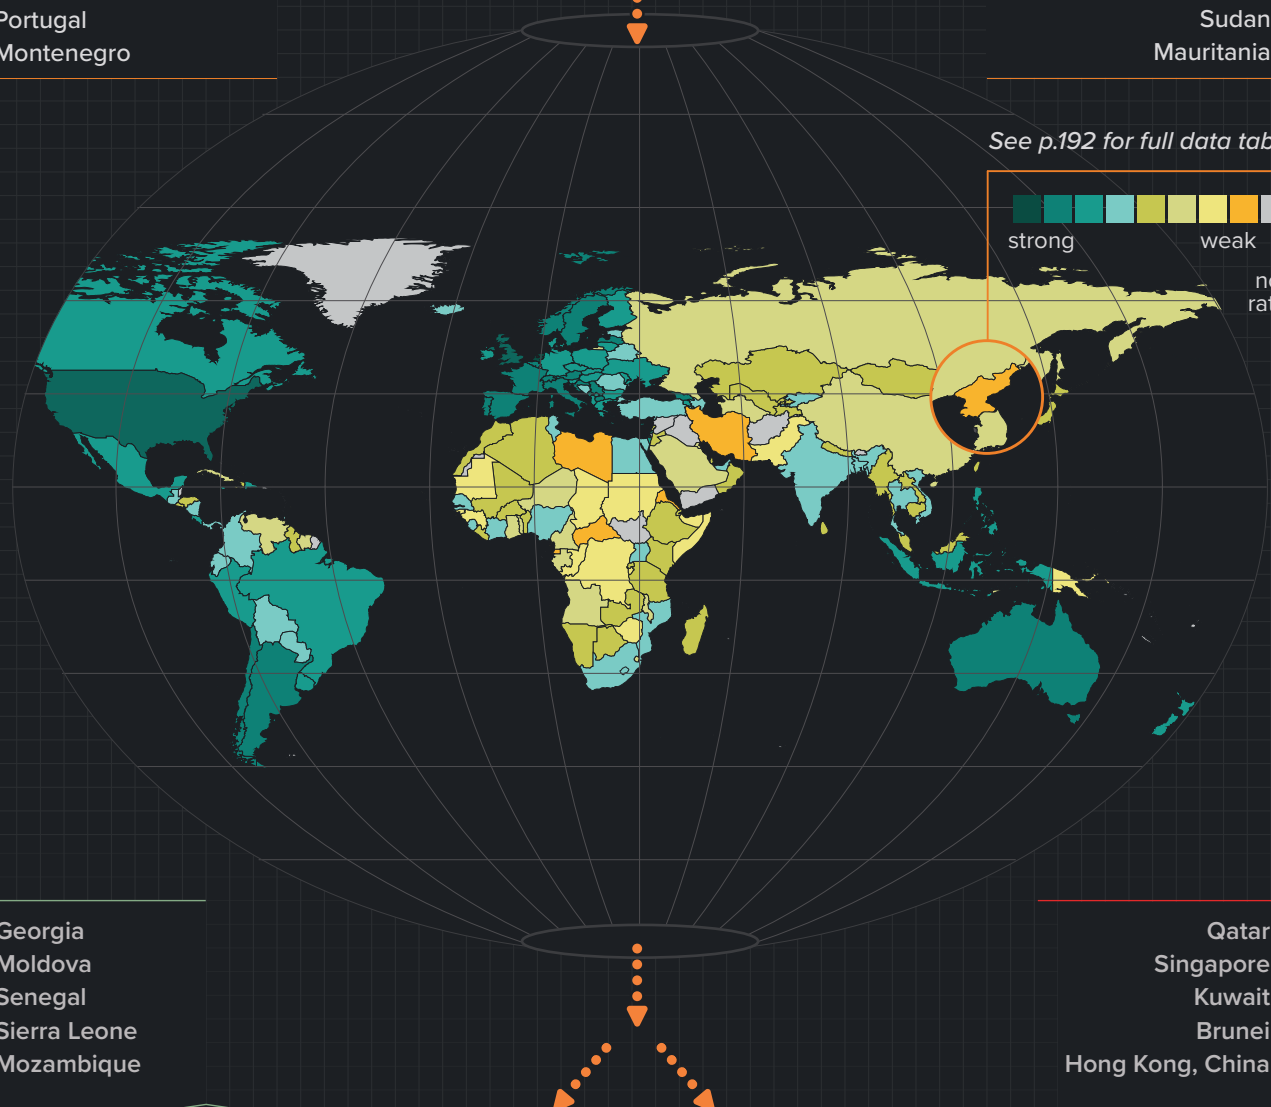 Portugal
Montenegro
Sudan
Mauritania
See p.192 for full data tab
strong
weak
Georgia
Moldova
Senegal
Sierra Leone
Mozambique
Qatar
Singapore
Kuwait
Brunei
Hong Kong, China